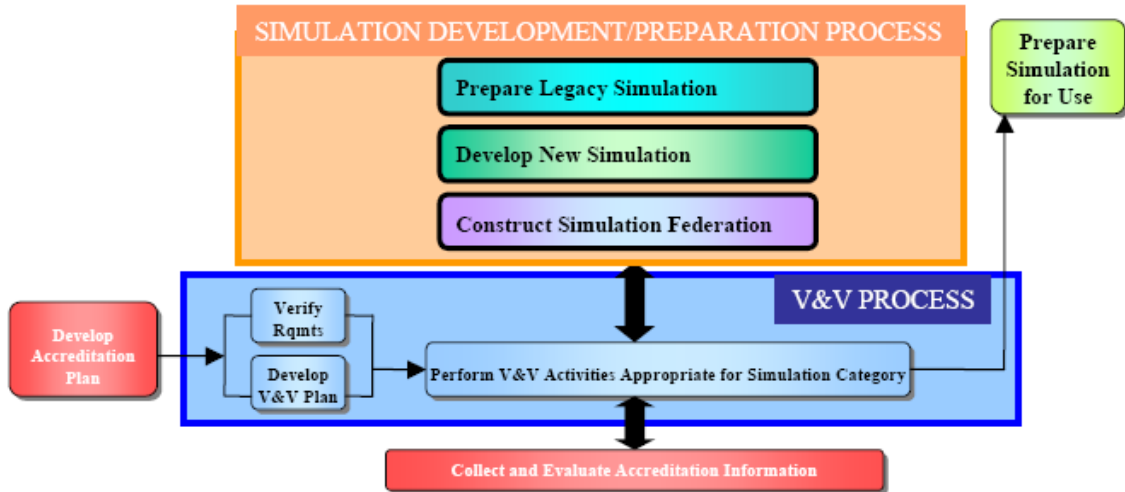 SIMULATION DEVELOPMENT/PREPARATION PROCESS
Prepare Legacy Simulation
Develop New Simulation
Construct Simulation Federation
Prepare
Simulation
for Use
V&V PROCESS
Develop
Accreditation
Plan
Verify
Rqmts
Develop
V&V Plan
Perform V&V Activities Appropriate for Simulation Category
Collect and Evaluate Accreditation Information